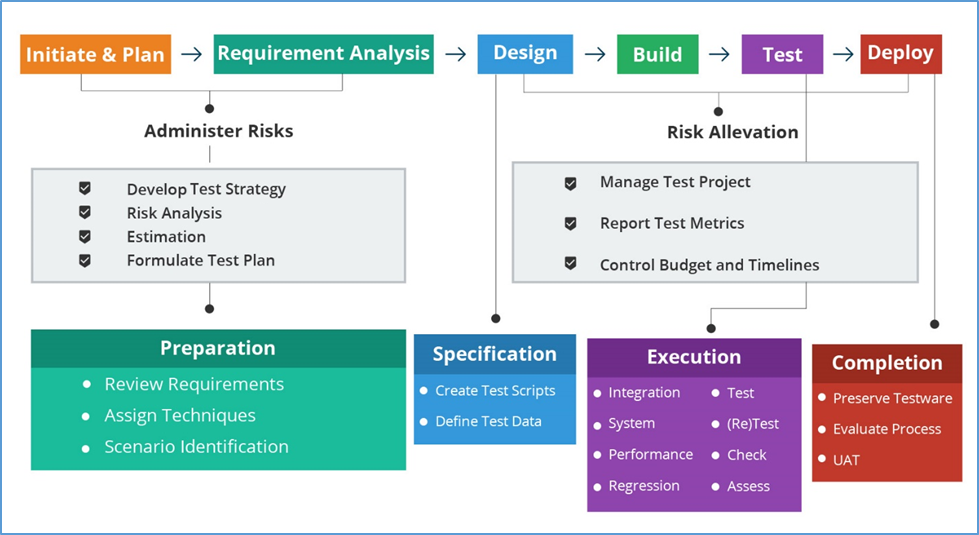 Initiate & Plan
Requirement Analysis
Design
Build
Test
Deploy
Administer Risks
Risk Allevation
Develop Test Strategy
Risk Analysis
Estimation
Formulate Test Plan
Manage Test Project
Report Test Metrics
Control Budget and Timelines
Preparation
Review Requirements
Assign Techniques
Scenario Identification
Specification
Create Test Scripts
Define Test Data
Execution
Integration
System
Performance
Regression
Test
(Re)Test
Check
Assess
Completion
Preserve Testware
Evaluate Process
UAT